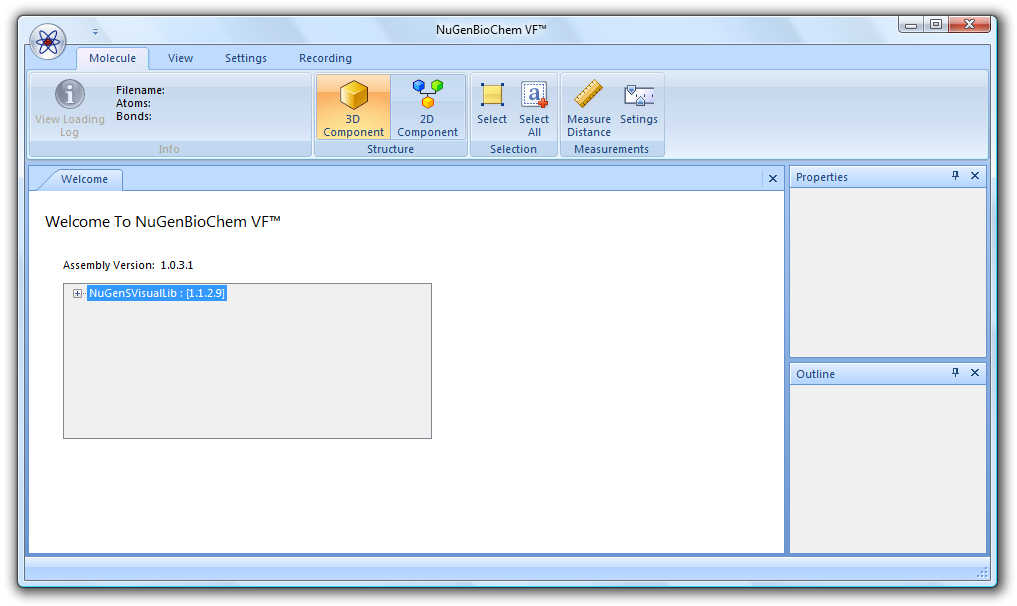 NuGenBioChem VF™
Molecule View Settings Recording
Filename:
Atoms:
Bonds:
View Loading
Log
Info
3D
Component
2D
Component
Structure
Select
Select
All
Selection
Measure
Distance
Setings
Measurements
Welcome
Welcome To NuGenBioChem VF™
Assembly Version: 1.0.3.1
NuGenSVisualLib : [1.1.2.9]
Properties
Outline